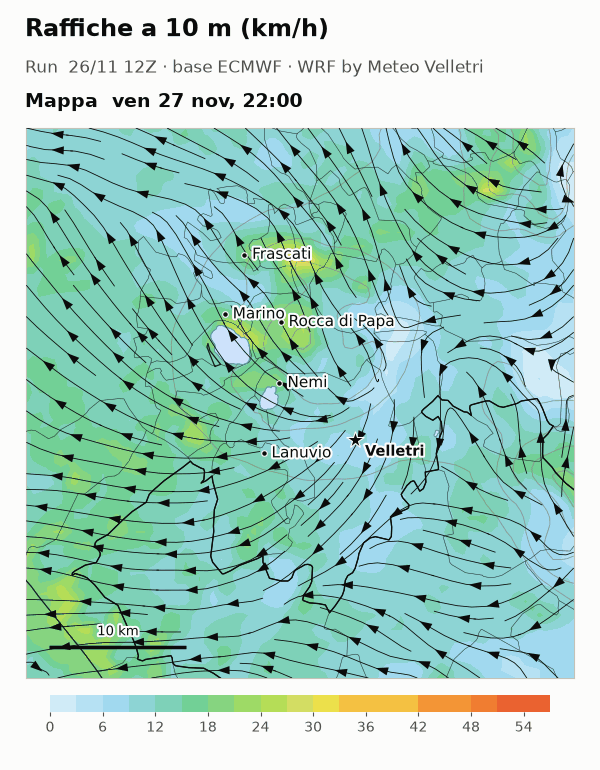 Raffiche a 10 m (km/h)
Run  26/11 12Z · base ECMWF · WRF by Meteo Velletri
Mappa  ven 27 nov, 22:00
Frascati
Marino
Rocca di Papa
Nemi
Velletri
Lanuvio
10 km
0 6 12 18 24 30 36 42 48 54